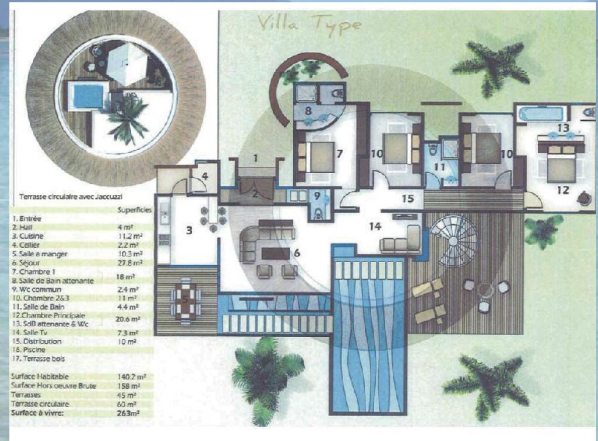 Villa Type
Terrasse circulaire avec Jaccuzzi
Superficies
1. Entrée
2. Hall 4 m²
3. Cuisine 11.2 m²
4. Cellier 2.2 m²
5. Salle a manger 10.3 m²
6. Séjour 27.8 m²
7. Chambre 1
8. Salle de Bain attenante 18 m²
9. Wc commun 2.4 m²
10. Chambre 2&3 11 m²
11. Salle de Bain 4.4 m²
12. Chambre Principale
13. SdB attenante & Wc 20.6 m²
14. Salle Tv 7.3 m²
15. Distribution 10 m²
16. Piscine
17. Terrasse bois
Surface Habitable 140.2 m²
Surface Hors oeuvre Brute 158 m²
Terrasses 45 m²
Terrasse circulaire 60 m²
Surface à vivre: 263m²
1
2
3
4
5
6
7
8
9
10
10
11
12
13
14
15